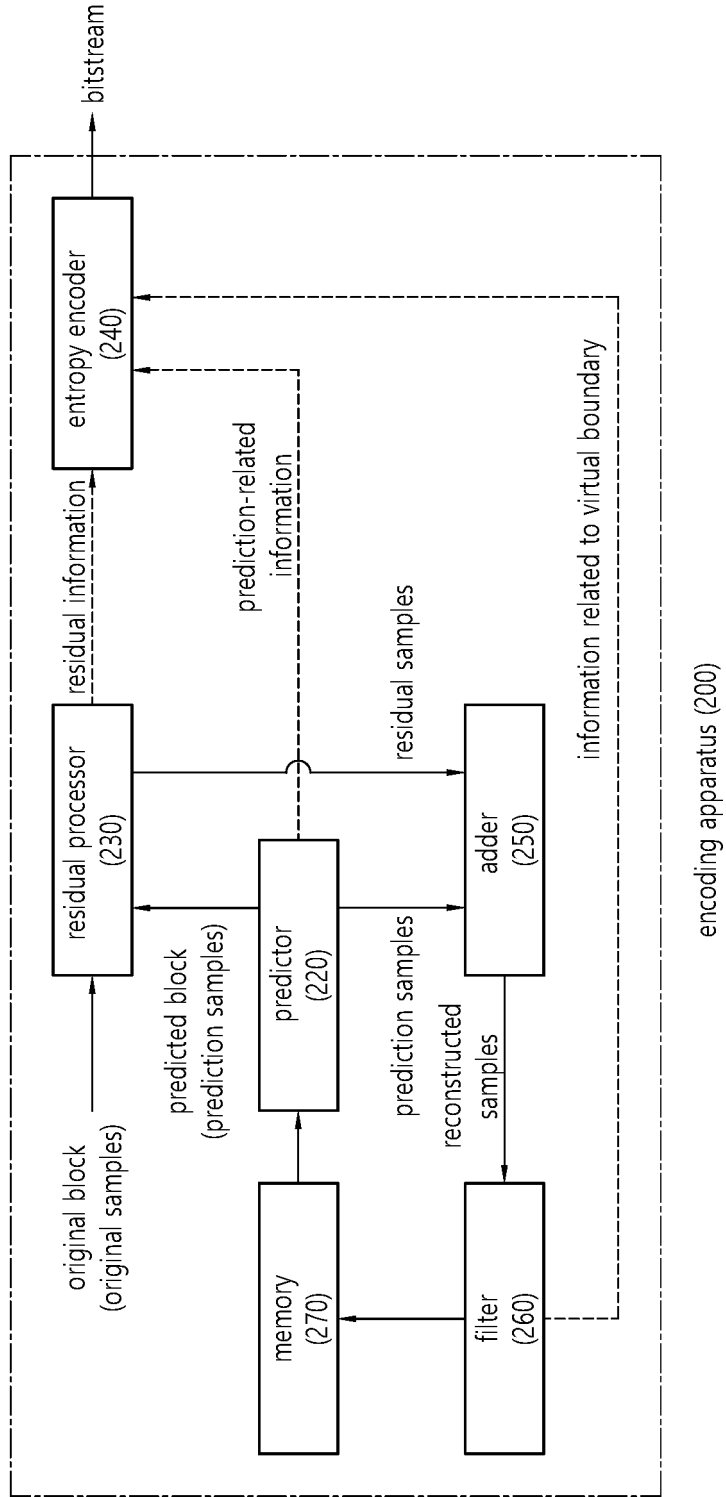 original block
(original samples)
residual processor
(230)
residual information
entropy encoder
(240)
bitstream
predicted block
(prediction samples)
prediction-related
information
memory
(270)
predictor
(220)
prediction samples
residual samples
reconstructed
samples
filter
(260)
adder
(250)
information related to virtual boundary
encoding apparatus (200)